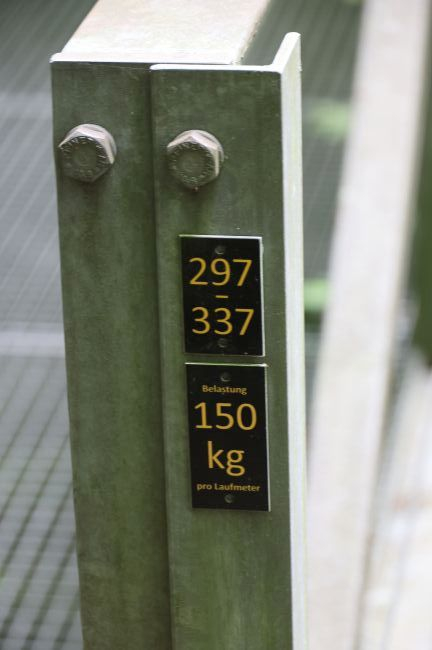 297
–
337
Belastung
150
kg
pro Laufmeter